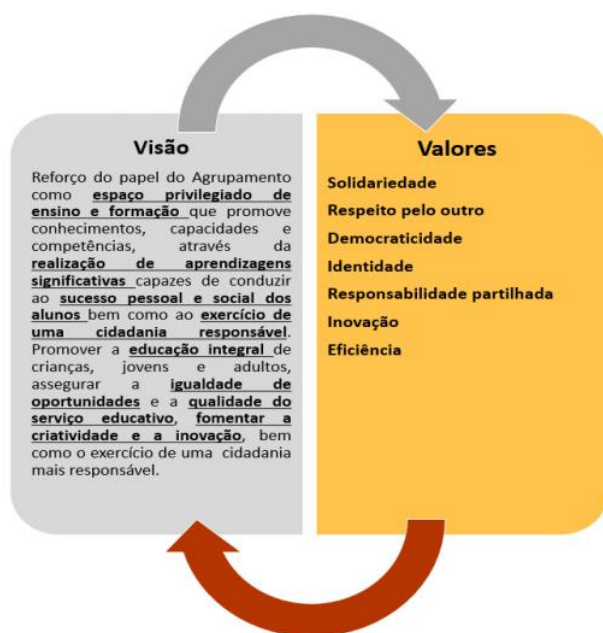 Visão
Reforço do papel do Agrupamento
como espaço privilegiado de
ensino e formação que promove
conhecimentos, capacidades e
competências, através da
realização de aprendizagens
significativas capazes de conduzir
ao sucesso pessoal e social dos
alunos bem como ao exercício de
uma cidadania responsável.
Promover a educação integral de
crianças, jovens e adultos,
assegurar a igualdade de
oportunidades e a qualidade do
serviço educativo, fomentar a
criatividade e a inovação, bem
como o exercício de uma cidadania
mais responsável.
Valores
Solidariedade
Respeito pelo outro
Democraticidade
Identidade
Responsabilidade partilhada
Inovação
Eficiência